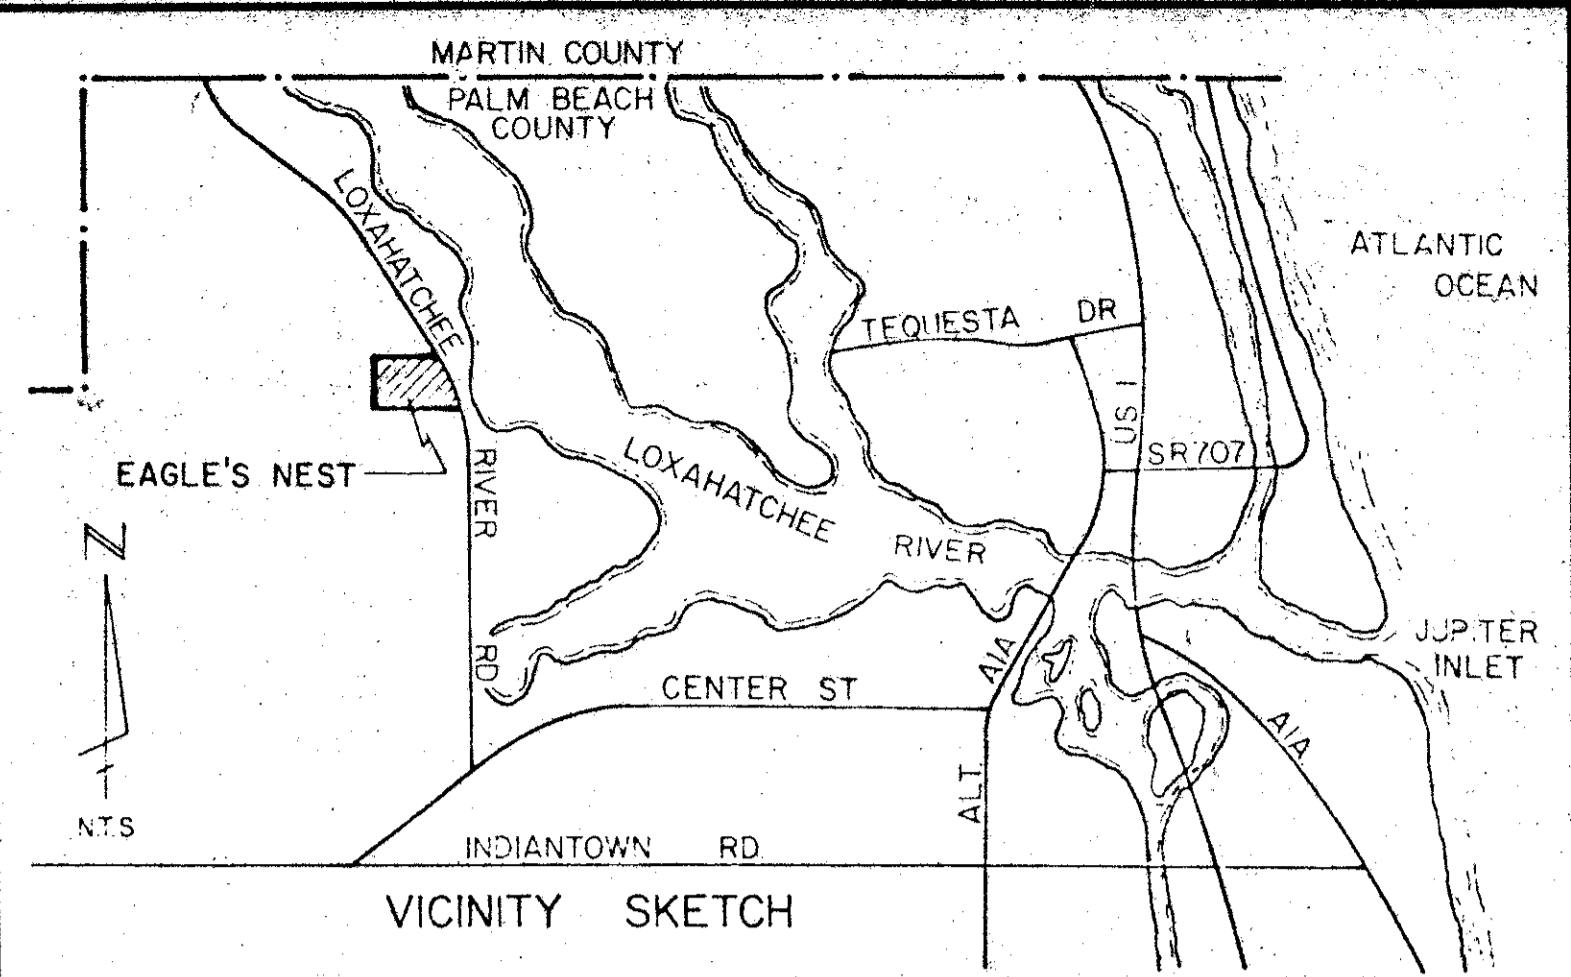 MARTIN COUNTY
PALM BEACH
COUNTY
LOXAHATCHEE
ATLANTIC
OCEAN
TEQUESTA DR
US 1
SR 707
EAGLE'S NEST
RIVER
LOXAHATCHEE
RIVER
N
JUPITER
INLET
RD
A1A
CENTER ST
A1A
ALT.
N.T.S
INDIANTOWN RD
VICINITY SKETCH